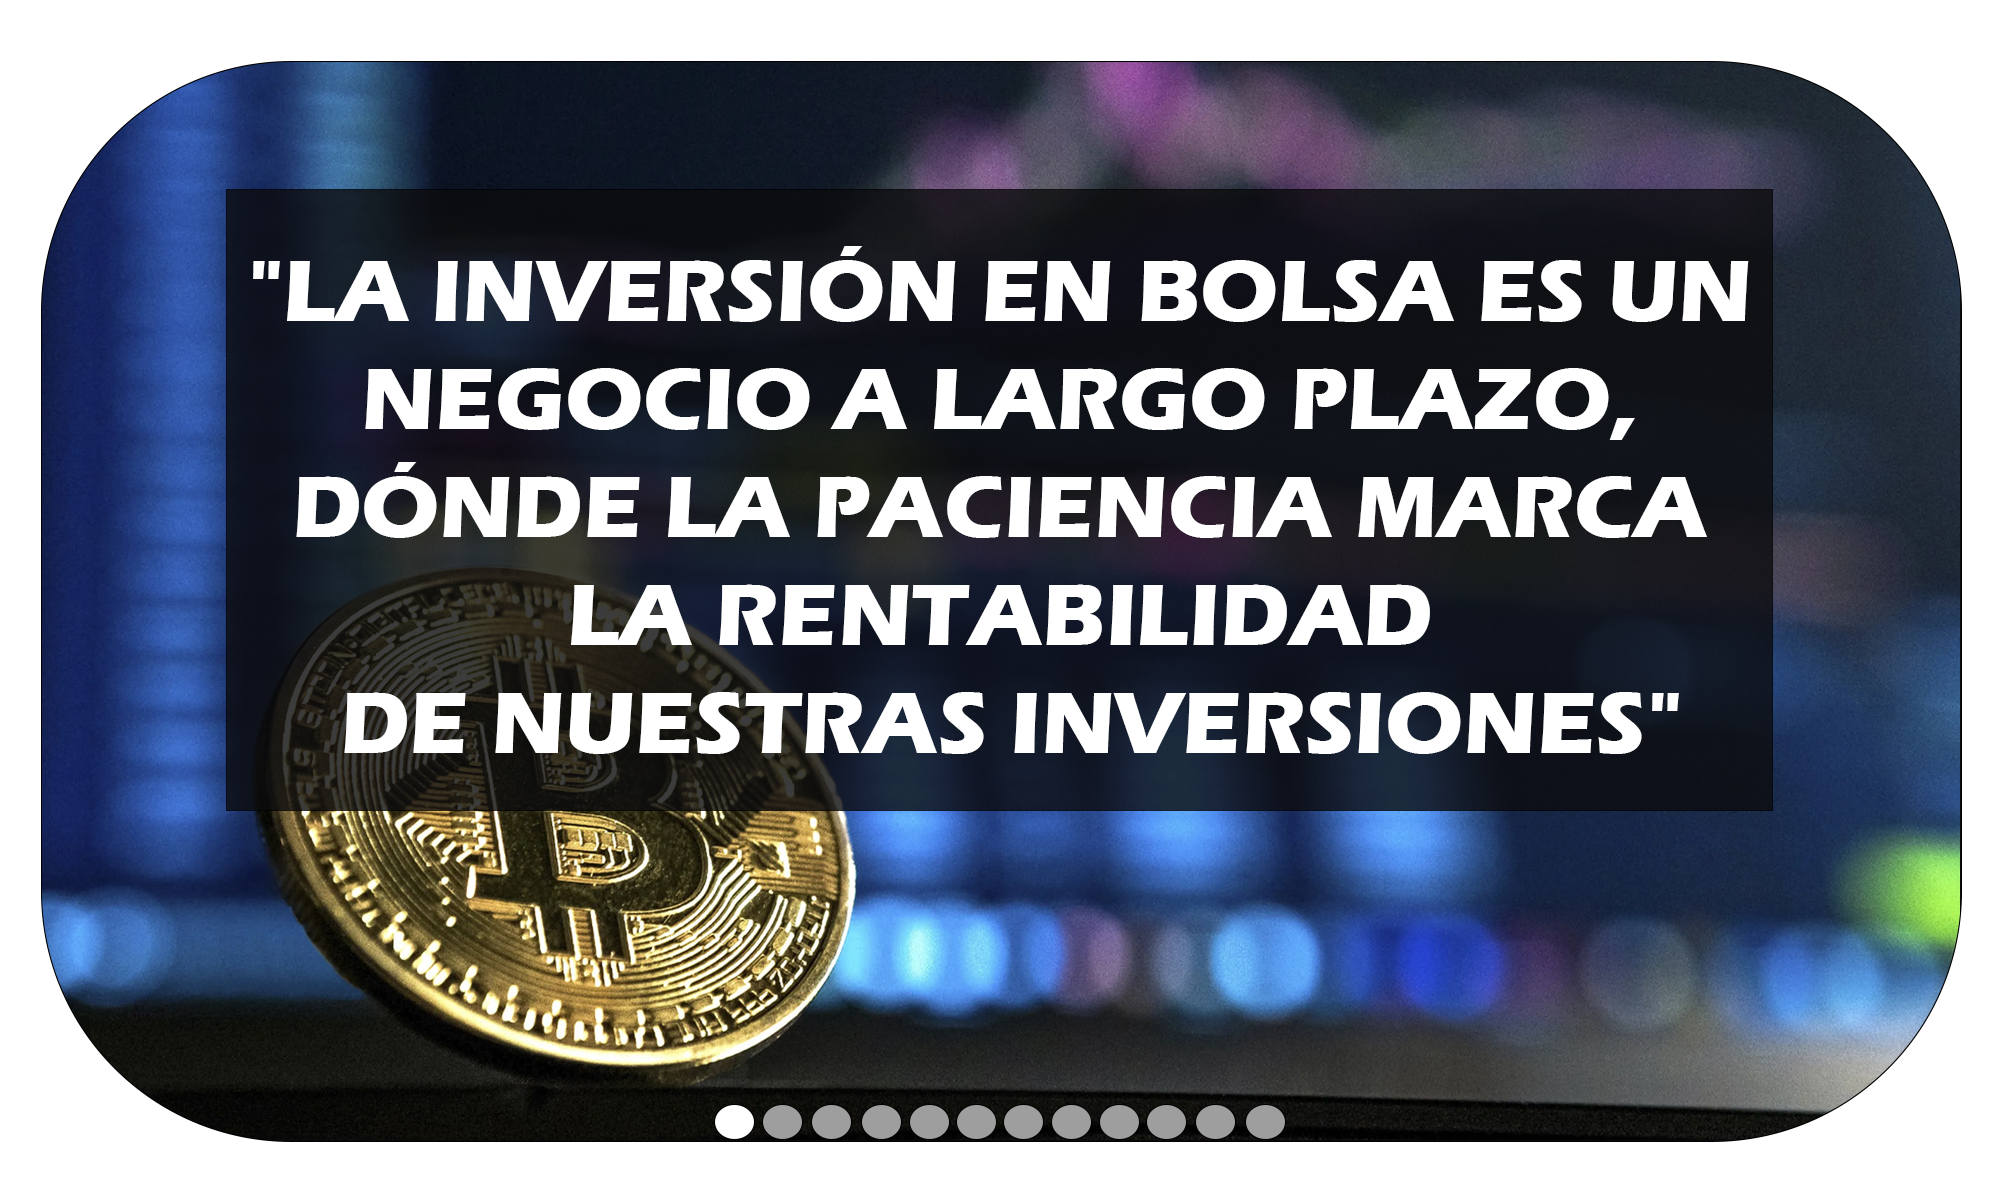 "LA INVERSIÓN EN BOLSA ES UN
NEGOCIO A LARGO PLAZO,
DÓNDE LA PACIENCIA MARCA
LA RENTABILIDAD
DE NUESTRAS INVERSIONES"